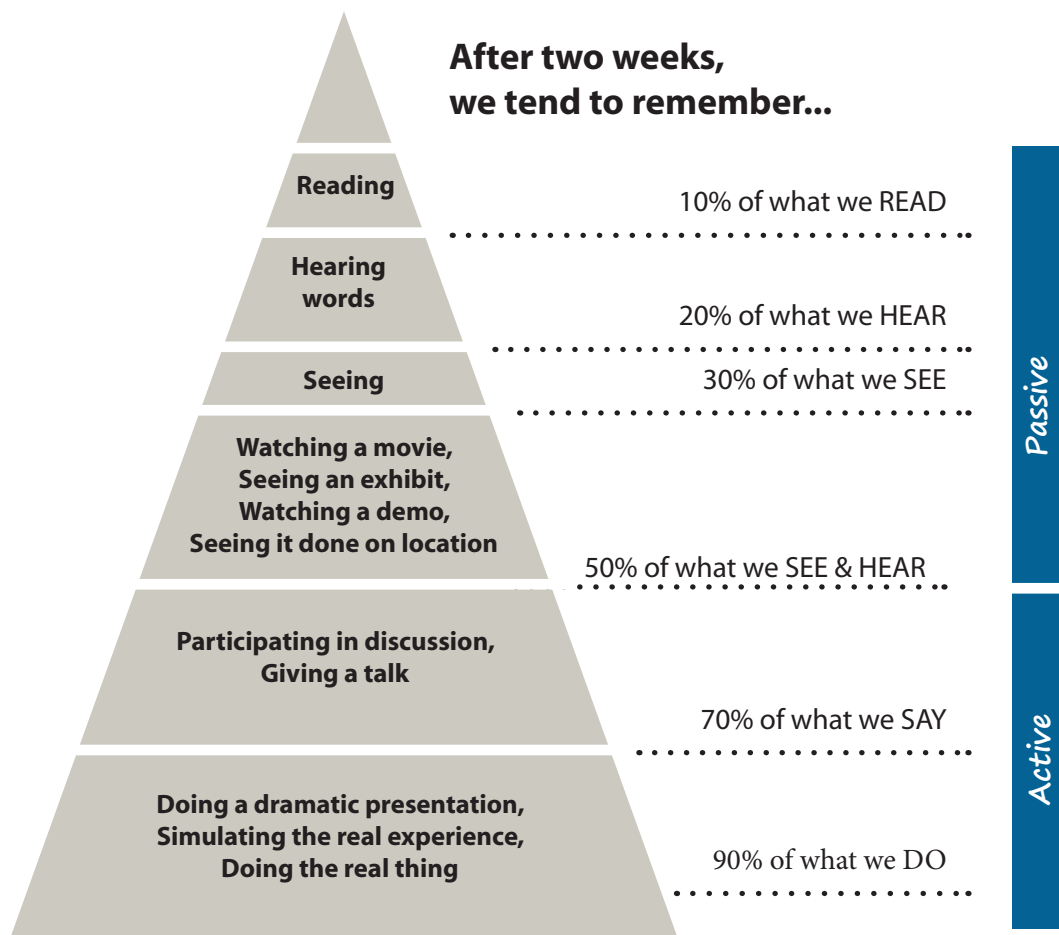 After two weeks,
we tend to remember...
Reading
10% of what we READ
Hearing
words
20% of what we HEAR
Seeing
30% of what we SEE
Watching a movie,
Seeing an exhibit,
Watching a demo,
Seeing it done on location
50% of what we SEE & HEAR
Passive
Participating in discussion,
Giving a talk
70% of what we SAY
Doing a dramatic presentation,
Simulating the real experience,
Doing the real thing
90% of what we DO
Active